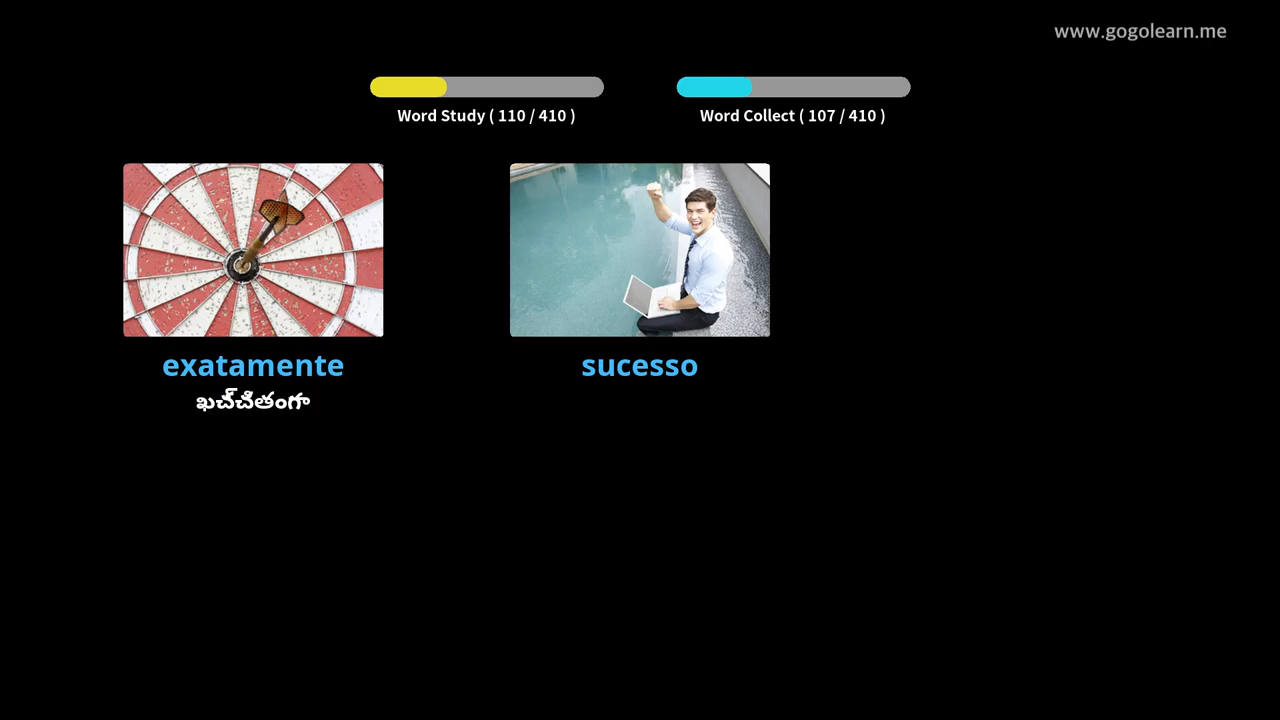 www.gogolearn.me
Word Study ( 110 / 410 )
Word Collect ( 107 / 410 )
exatamente
ఖచ్చితంగా
sucesso